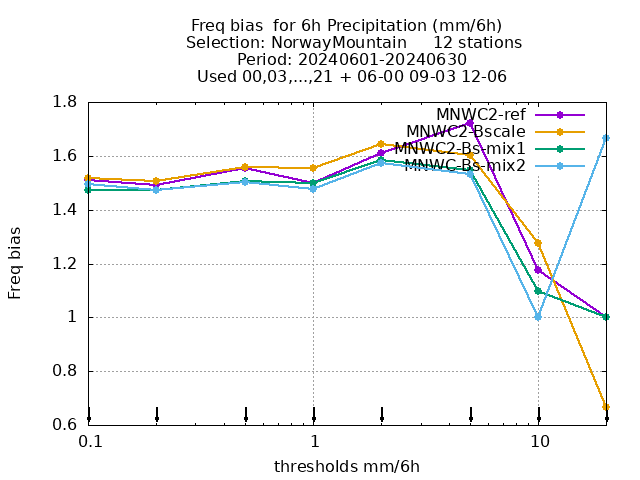 Freq bias  for 6h Precipitation (mm/6h)
Selection: NorwayMountain     12 stations
Period: 20240601-20240630
Used 00,03,...,21 + 06-00 09-03 12-06
1.8
1.6
1.4
1.2
1
0.8
0.6
Freq bias
MNWC2-ref
MNWC2-Bscale
MNWC2-Bs-mix1
MNWC-Bs-mix2
0.1 1 10
thresholds mm/6h